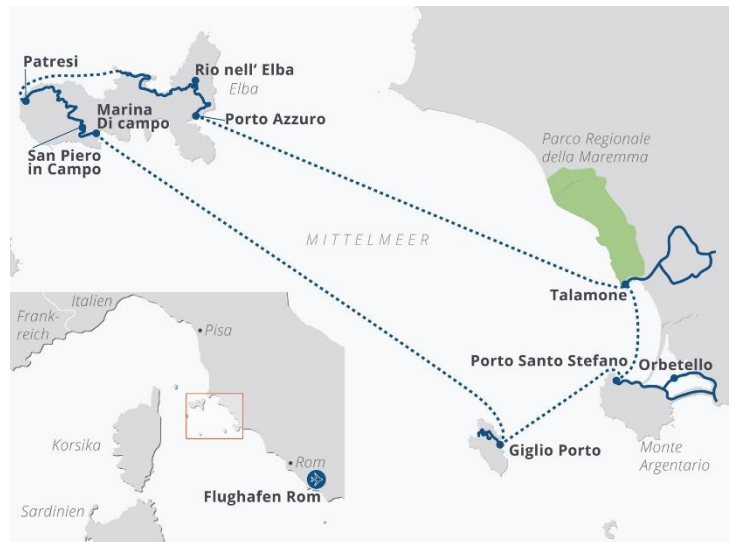 Patresi
Rio nell' Elba
Elba
Marina
Di campo
Porto Azzuro
San Piero
in Campo
Parco Regionale
della Maremma
MITTELMEER
Talamone
Italien
Frank-
reich
Pisa
Porto Santo Stefano
Orbetello
Korsika
Giglio Porto
Monte
Argentario
Rom
Flughafen Rom
Sardinien